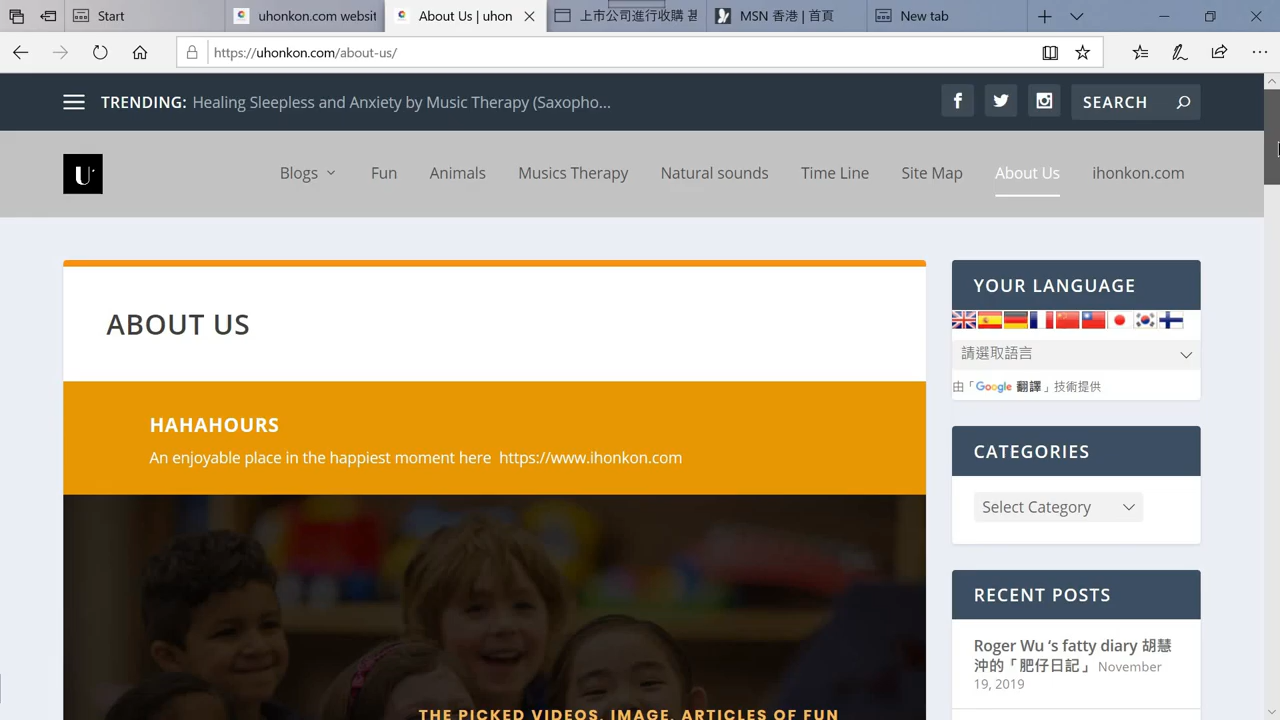 Start
uhonkon.com websit
About Us | uhon
上市公司進行收購
MSN 香港 | 首頁
New tab
https://uhonkon.com/about-us/
TRENDING: Healing Sleepless and Anxiety by Music Therapy (Saxopho...
SEARCH
U
Blogs
Fun
Animals
Musics Therapy
Natural sounds
Time Line
Site Map
About Us
ihonkon.com
ABOUT US
HAHAHOURS
An enjoyable place in the happiest moment here https://www.ihonkon.com
THE PICKED VIDEOS, IMAGE, ARTICLES OF FUN
YOUR LANGUAGE
請選取語言
由「Google 翻譯」技術提供
CATEGORIES
Select Category
RECENT POSTS
Roger Wu ‘s fatty diary 胡慧
沖的「肥仔日記」 November
19, 2019